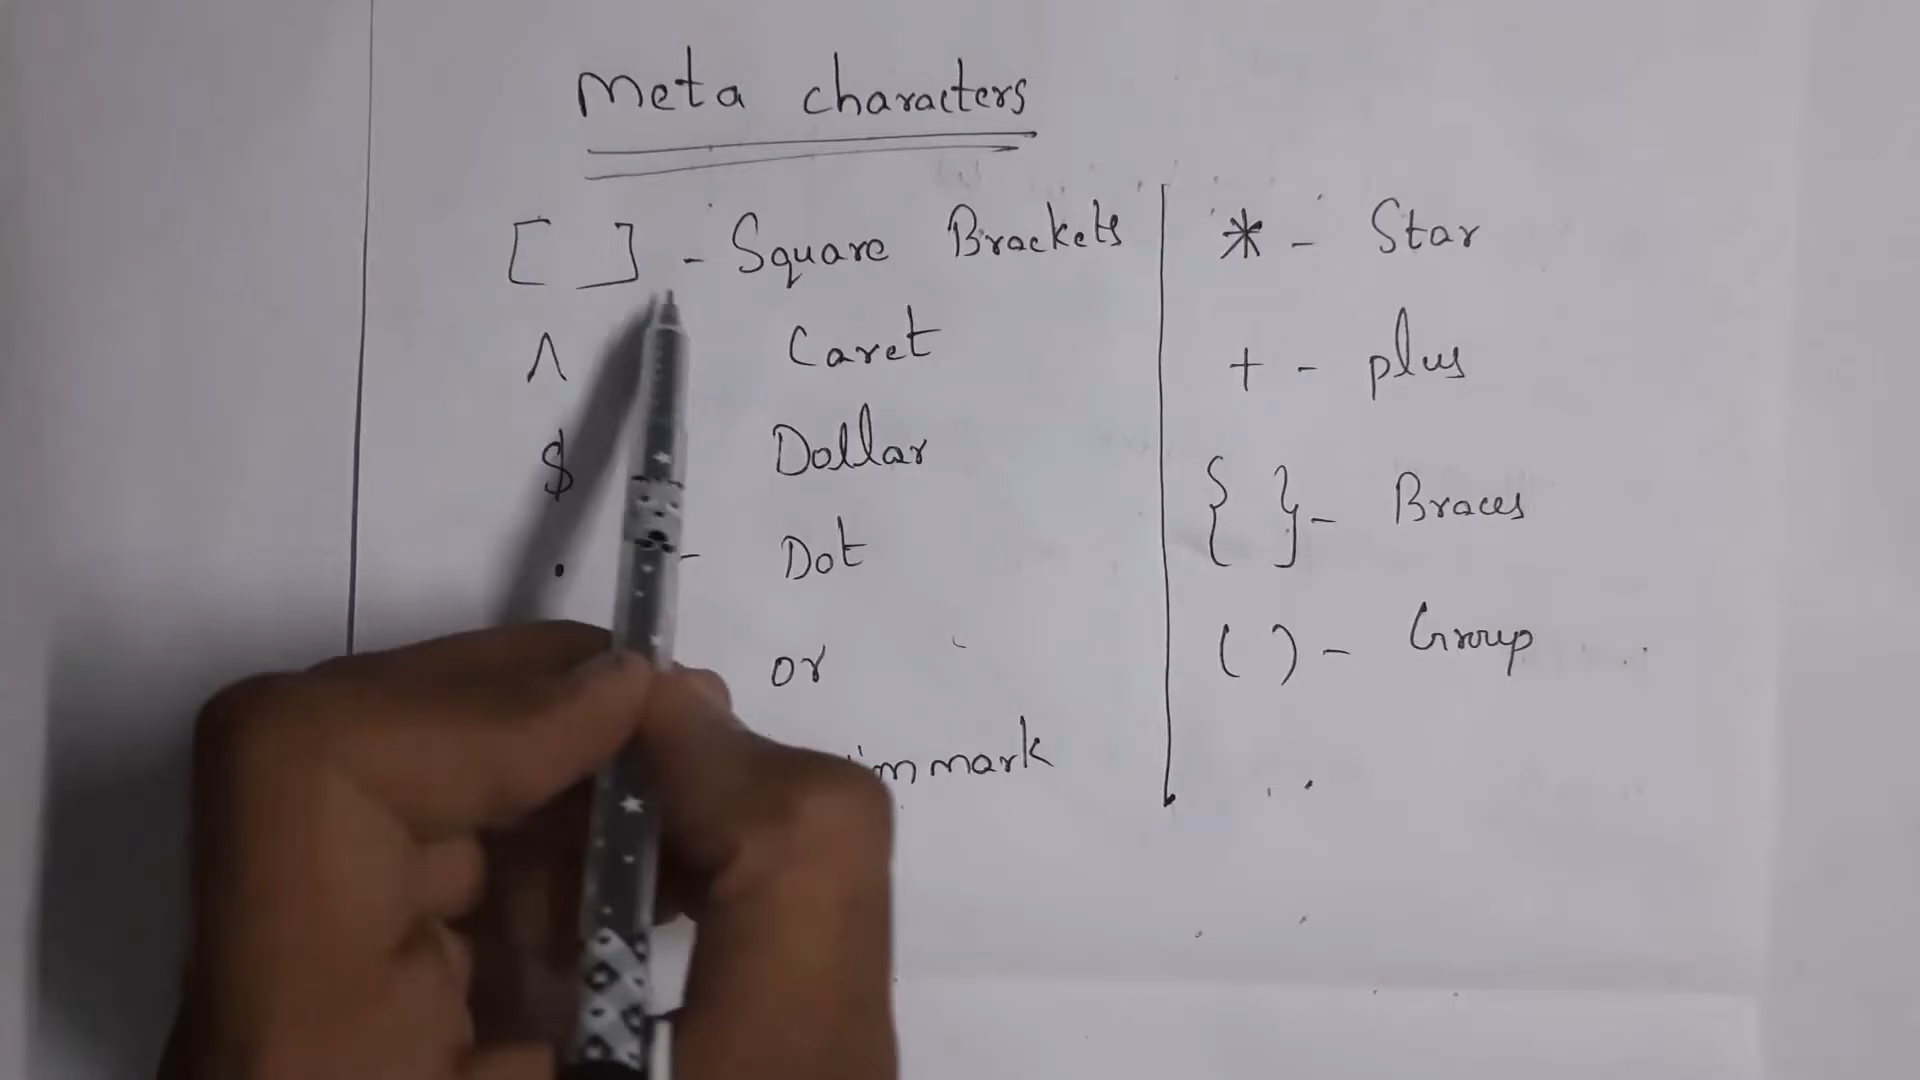 Meta characters
[ ] - Square Brackets
^ Caret
$ Dollar
. - Dot
or
mark
* - Star
+ - plus
{ } - Braces
( ) - Group